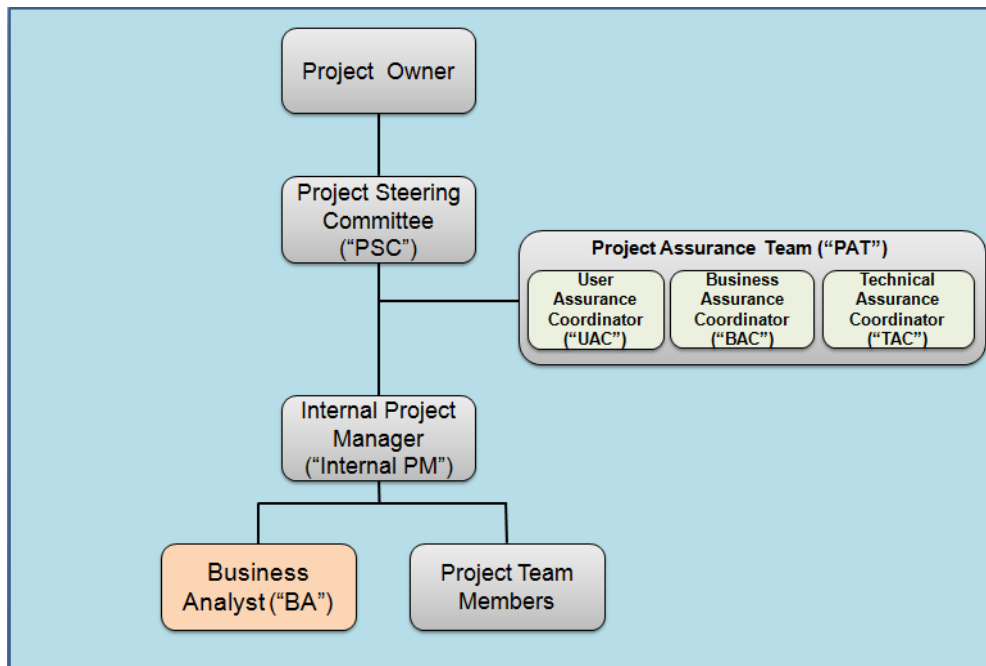 Project Owner
Project Steering
Committee
(“PSC”)
Project Assurance Team (“PAT”)
User
Assurance
Coordinator
(“UAC”)
Business
Assurance
Coordinator
(“BAC”)
Technical
Assurance
Coordinator
(“TAC”)
Internal Project
Manager
(“Internal PM”)
Business
Analyst (“BA”)
Project Team
Members